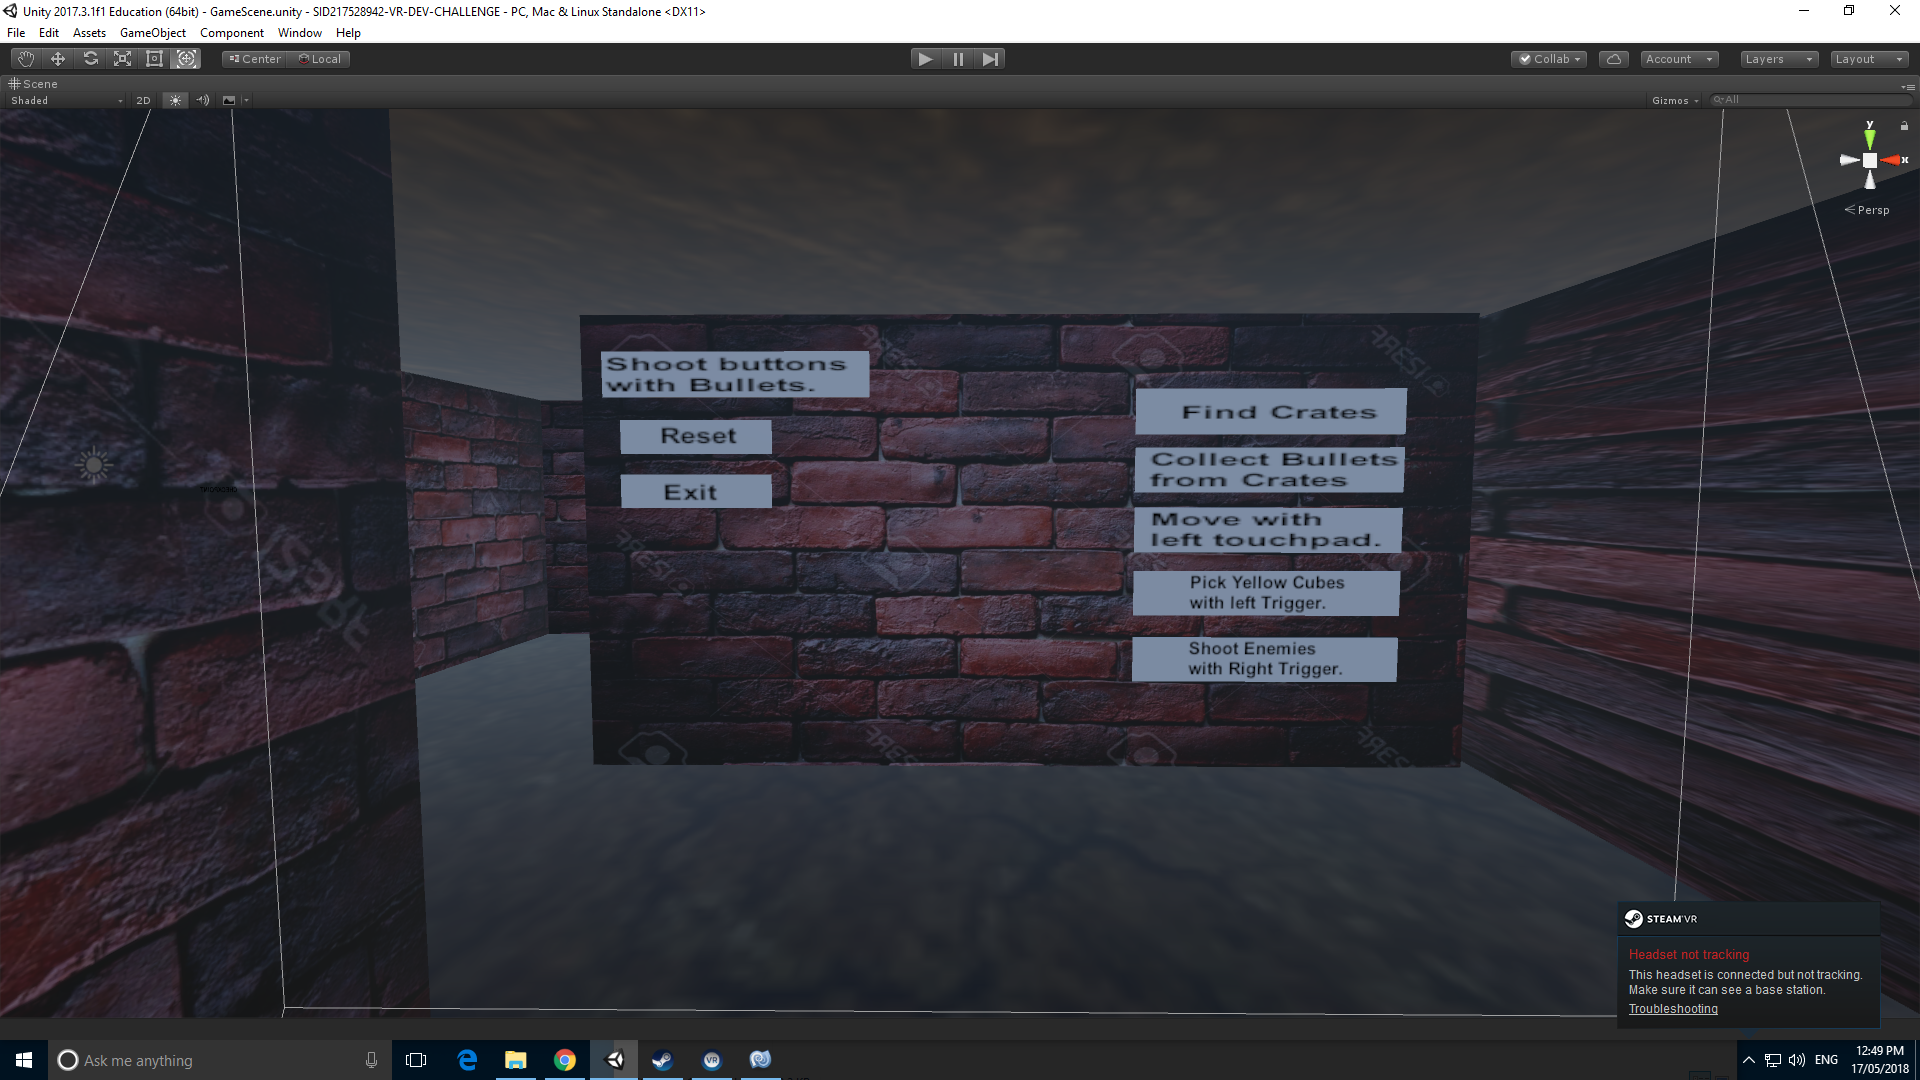 Unity 2017.3.1f1 Education (64bit) - GameScene.unity - SID217528942-VR-DEV-CHALLENGE - PC, Mac & Linux Standalone <DX11>
File Edit Assets GameObject Component Window Help
Center Local Collab Account Layers Layout
Scene
Shaded 2D Gizmos All
y
x
Persp
Shoot buttons
with Bullets.
Reset
Exit
Find Crates
Collect Bullets
from Crates
Move with
left touchpad.
Pick Yellow Cubes
with left Trigger.
Shoot Enemies
with Right Trigger.
STEAMVR
Headset not tracking
This headset is connected but not tracking.
Make sure it can see a base station.
Troubleshooting
Ask me anything
VR
ENG
12:49 PM
17/05/2018